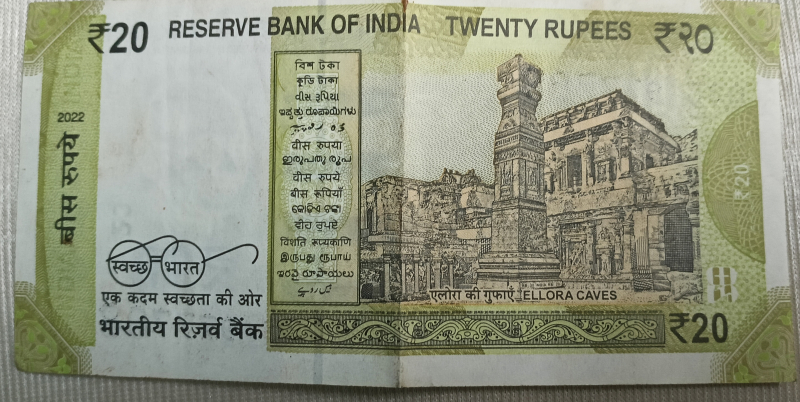 ₹20 RESERVE BANK OF INDIA TWENTY RUPEES ₹२०
2022
बीस रुपये
বিশ টকা
কুড়ি টাকা
વીસ રૂપિયા
ಇಪ್ಪತ್ತು ರೂಪಾಯಿಗಳು
वीस रुपया
ഇരുപതു രൂപ
वीस रुपये
बीस रूपियाँ
କୋଡ଼ିଏ ଟଙ୍କା
ਵੀਹ ਰੁਪਏ
विंशती रूप्यकाणि
இருபது ரூபாய்
ఇరవై రూపాయలు
بیس روپیے
स्वच्छ भारत
एक कदम स्वच्छता की ओर
एलोरा की गुफाएँ ELLORA CAVES
भारतीय रिज़र्व बैंक
₹20